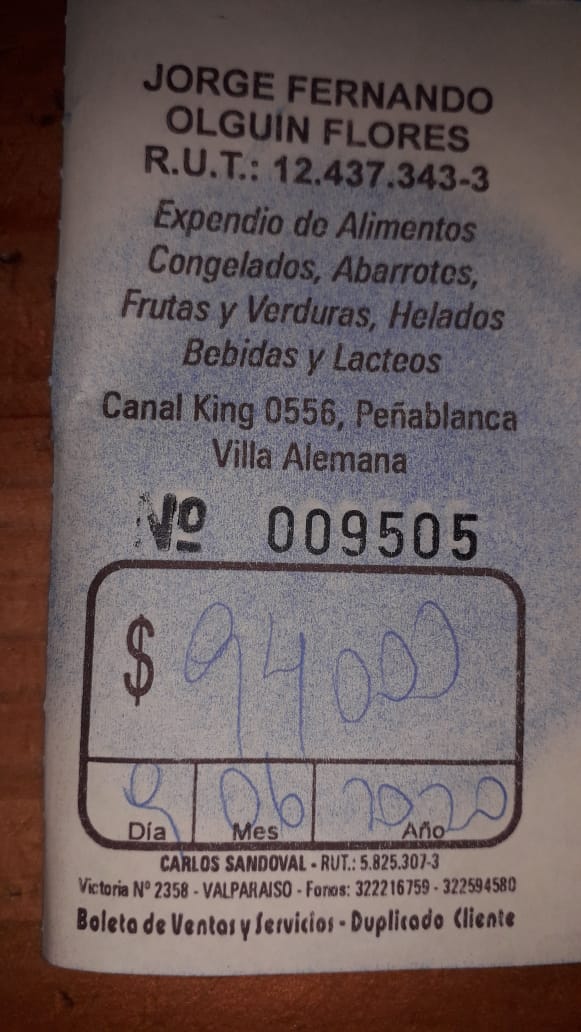 JORGE FERNANDO
OLGUIN FLORES
R.U.T.: 12.437.343-3
Expendio de Alimentos
Congelados, Abarrotes,
Frutas y Verduras, Helados
Bebidas y Lacteos
Canal King 0556, Peñablanca
Villa Alemana
Nº 009505
$ 94000
9 06 2020
Día Mes Año
CARLOS SANDOVAL - RUT.: 5.825.307-3
Victoria Nº 2358 - VALPARAISO - Fonos: 322216759 - 322594580
Boleta de Ventas y Servicios - Duplicado Cliente